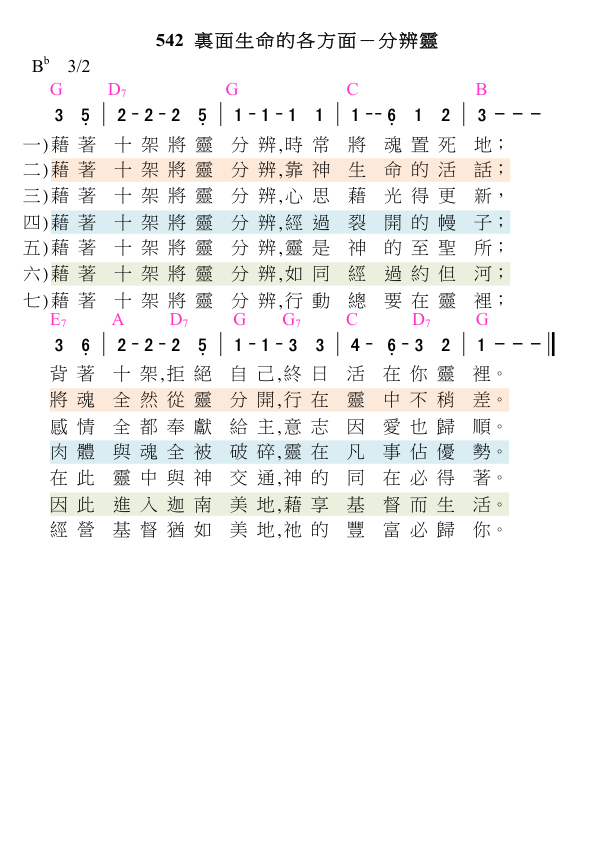 542 裏面生命的各方面－分辨靈
Bb 3/2
G D7 G C B
3 5̣ | 2 - 2 - 2 5̣ | 1 - 1 - 1 1 | 1 - - 6̣ 1 2 | 3 - - -
一)藉著 十架將靈 分辨,時常 將 魂置死 地；
二)藉著 十架將靈 分辨,靠神 生 命的活 話；
三)藉著 十架將靈 分辨,心思 藉 光得更 新，
四)藉著 十架將靈 分辨,經過 裂 開的幔 子；
五)藉著 十架將靈 分辨,靈是 神 的至聖 所；
六)藉著 十架將靈 分辨,如同 經 過約但 河；
七)藉著 十架將靈 分辨,行動 總 要在靈 裡；
E7 A D7 G G7 C D7 G
3 6̣ | 2 - 2 - 2 5̣ | 1 - 1 - 3 3 | 4 - 6̣ - 3 2 | 1 - - - ||
背著 十架,拒絕 自己,終日 活 在你靈 裡。
將魂 全然從靈 分開,行在 靈 中不稍 差。
感情 全都奉獻 給主,意志 因 愛也歸 順。
肉體 與魂全被 破碎,靈在 凡 事佔優 勢。
在此 靈中與神 交通,神的 同 在必得 著。
因此 進入迦南 美地,藉享 基 督而生 活。
經營 基督猶如 美地,祂的 豐 富必歸 你。